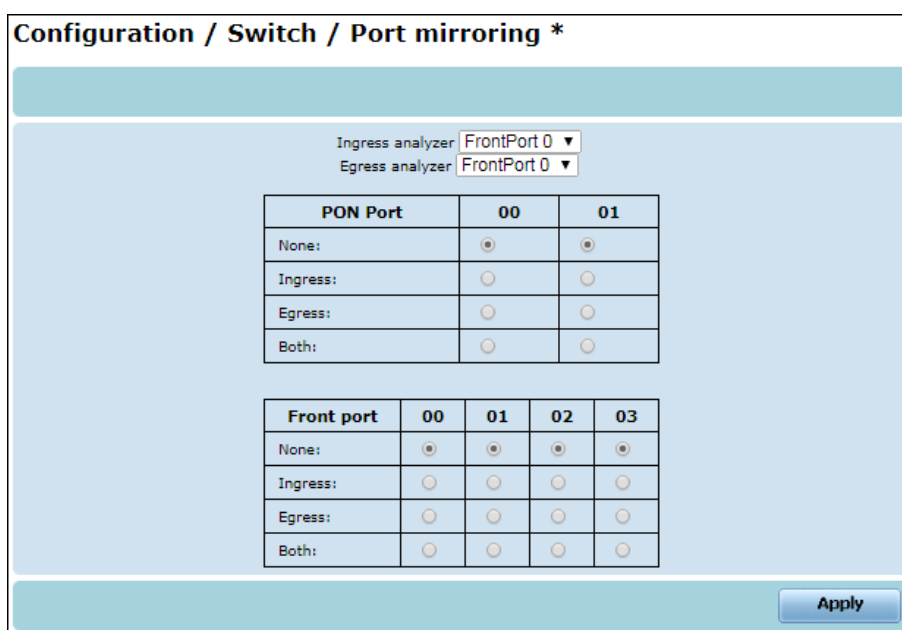 Configuration / Switch / Port mirroring *
Ingress analyzer FrontPort 0
Egress analyzer FrontPort 0
PON Port 00 01
None:
Ingress:
Egress:
Both:
Front port 00 01 02 03
None:
Ingress:
Egress:
Both:
Apply